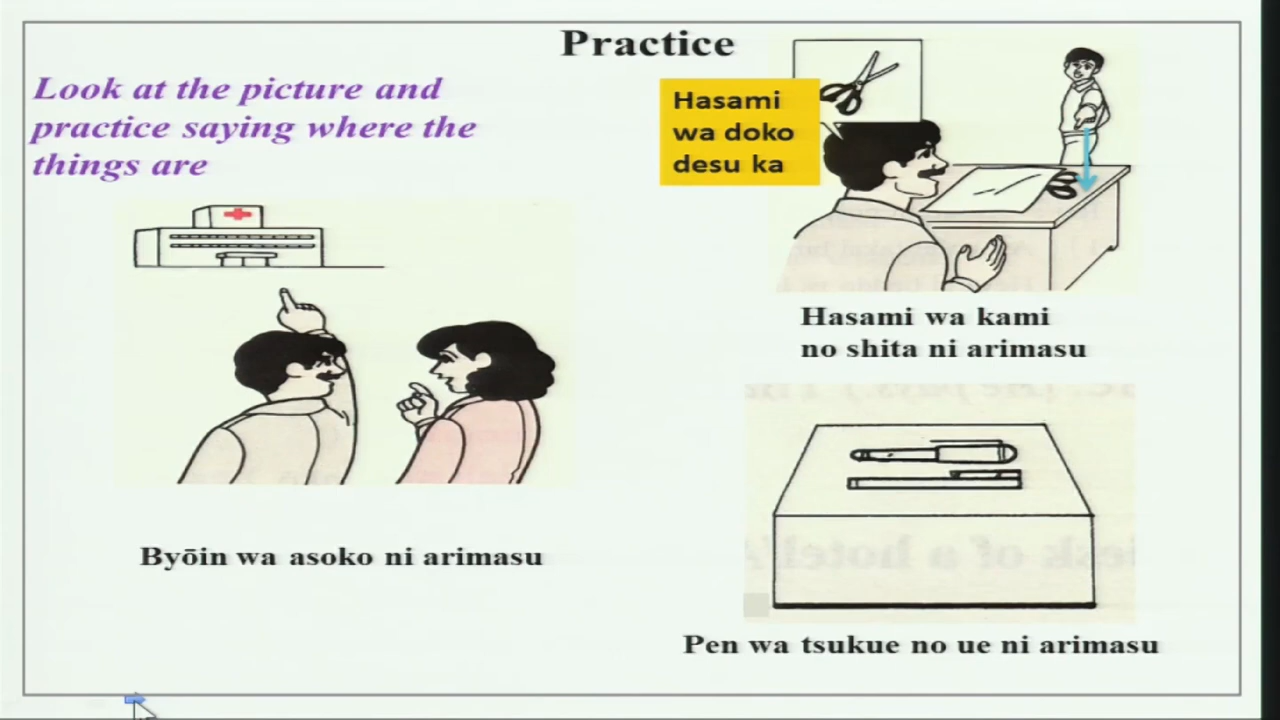 Practice
Look at the picture and
practice saying where the
things are
Hasami
wa doko
desu ka
Hasami wa kami
no shita ni arimasu
Byōin wa asoko ni arimasu
Pen wa tsukue no ue ni arimasu